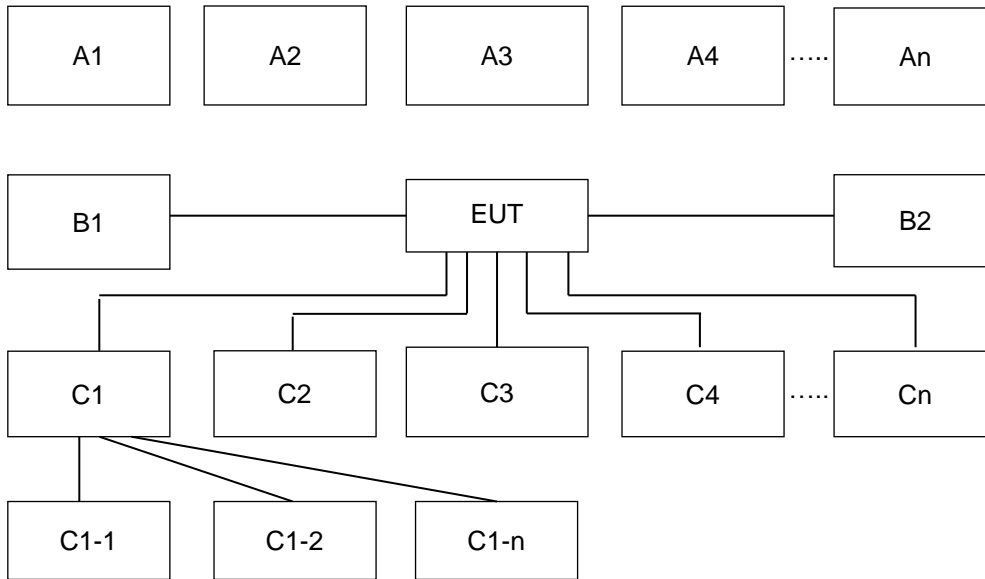 A1 A2 A3 A4 ….. An
B1 EUT B2
C1 C2 C3 C4 ….. Cn
C1-1 C1-2 C1-n